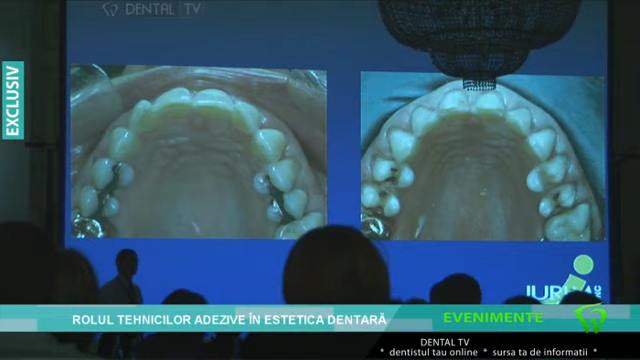 DENTAL TV
EXCLUSIV
ROLUL TEHNICILOR ADEZIVE ÎN ESTETICA DENTARĂ
EVENIMENTE
DENTAL TV
* dentistul tau online * sursa ta de informatii *